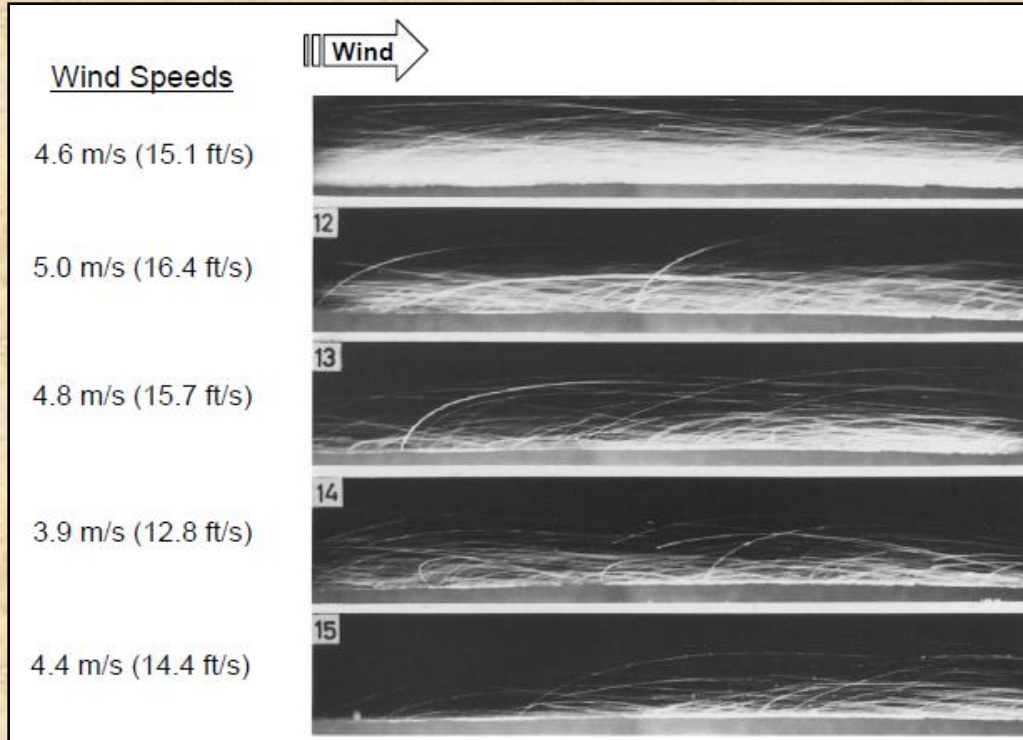 Wind
Wind Speeds
4.6 m/s (15.1 ft/s)
12
5.0 m/s (16.4 ft/s)
13
4.8 m/s (15.7 ft/s)
14
3.9 m/s (12.8 ft/s)
15
4.4 m/s (14.4 ft/s)